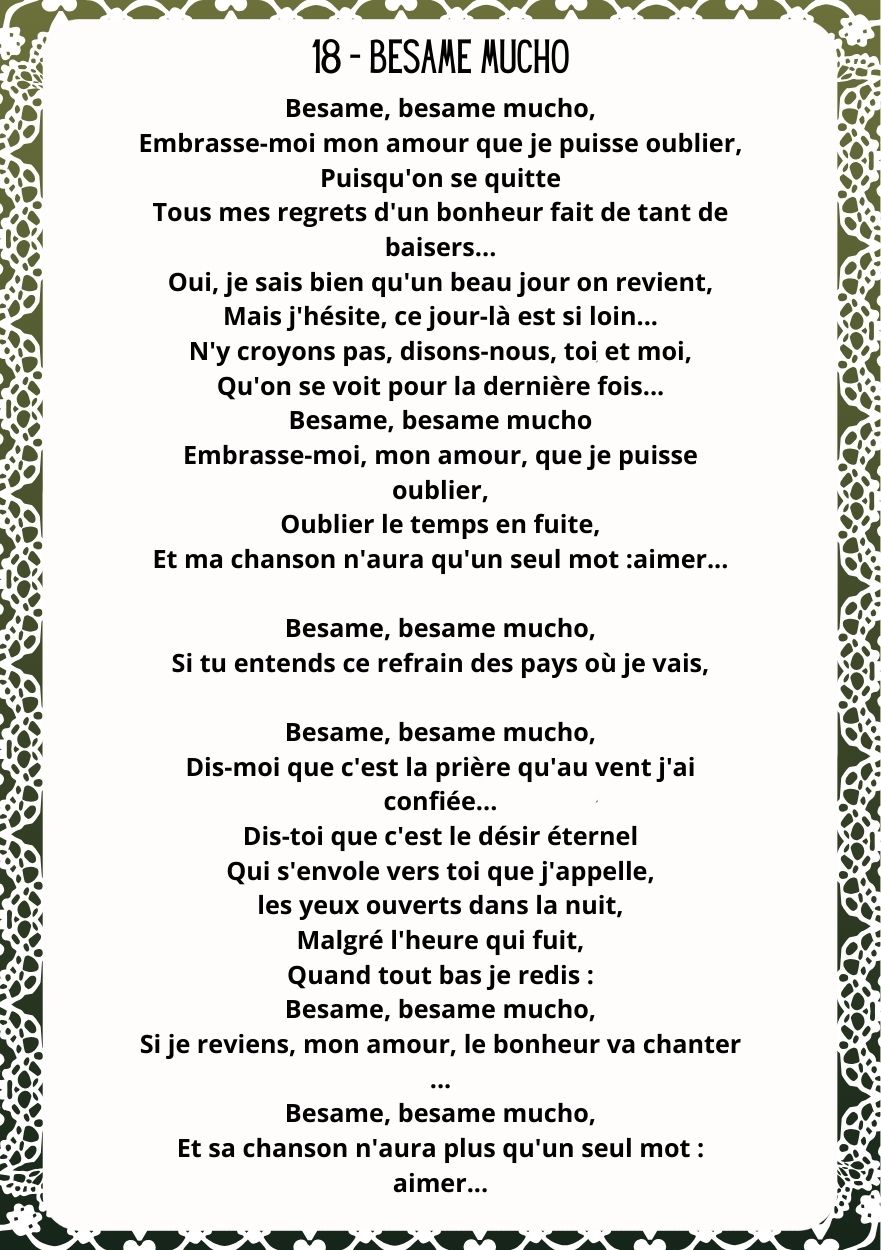 18 - BESAME MUCHO
Besame, besame mucho,
Embrasse-moi mon amour que je puisse oublier,
Puisqu'on se quitte
Tous mes regrets d'un bonheur fait de tant de
baisers...
Oui, je sais bien qu'un beau jour on revient,
Mais j'hésite, ce jour-là est si loin...
N'y croyons pas, disons-nous, toi et moi,
Qu'on se voit pour la dernière fois...
Besame, besame mucho
Embrasse-moi, mon amour, que je puisse
oublier,
Oublier le temps en fuite,
Et ma chanson n'aura qu'un seul mot :aimer...
Besame, besame mucho,
Si tu entends ce refrain des pays où je vais,
Besame, besame mucho,
Dis-moi que c'est la prière qu'au vent j'ai
confiée...
Dis-toi que c'est le désir éternel
Qui s'envole vers toi que j'appelle,
les yeux ouverts dans la nuit,
Malgré l'heure qui fuit,
Quand tout bas je redis :
Besame, besame mucho,
Si je reviens, mon amour, le bonheur va chanter
...
Besame, besame mucho,
Et sa chanson n'aura plus qu'un seul mot :
aimer...